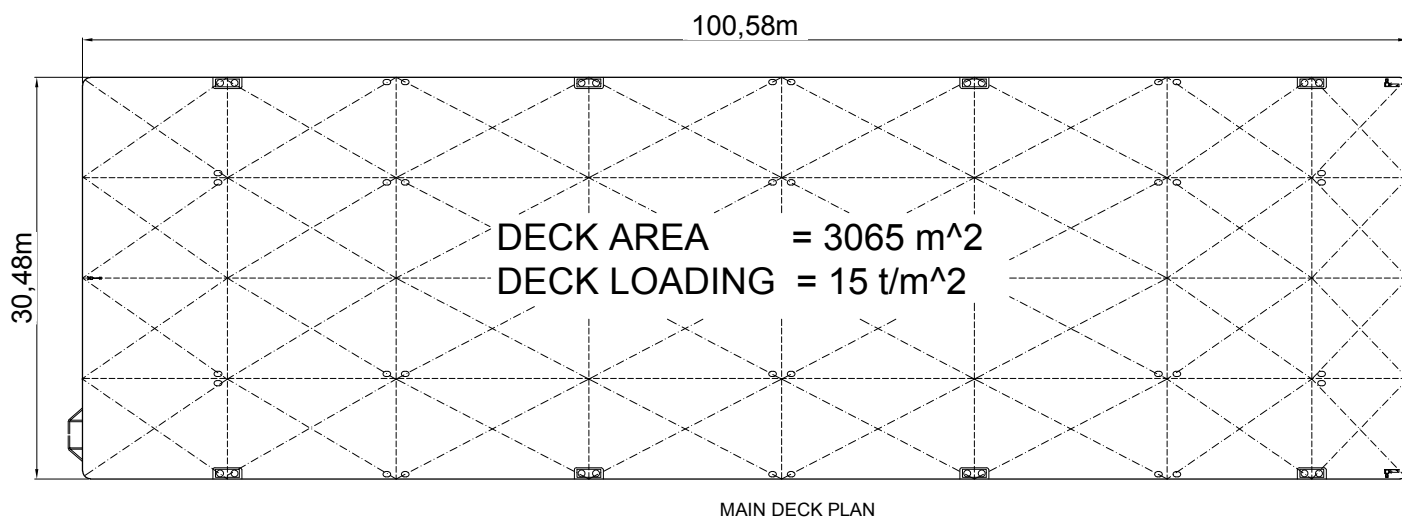 100,58m
30,48m
DECK AREA = 3065 m^2
DECK LOADING = 15 t/m^2
MAIN DECK PLAN